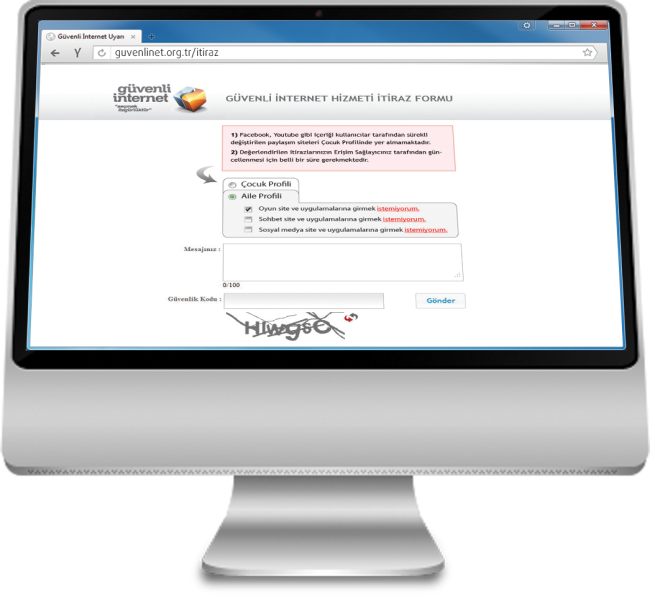 Güvenli İnternet Uyarı
guvenlinet.org.tr/itiraz
güvenli
internet
GÜVENLİ İNTERNET HİZMETİ İTİRAZ FORMU
1) Facebook, Youtube gibi içeriği kullanıcılar tarafından sürekli
değiştirilen paylaşım siteleri Çocuk Profilinde yer almamaktadır.
2) Değerlendirilen itirazlarınızın Erişim Sağlayıcınız tarafından gün-
cellenmesi için belli bir süre gerekmektedir.
Çocuk Profili
Aile Profili
Oyun site ve uygulamalarına girmek istemiyorum.
Sohbet site ve uygulamalarına girmek istemiyorum.
Sosyal medya site ve uygulamalarına girmek istemiyorum.
Mesajınız :
0/100
Güvenlik Kodu :
Gönder